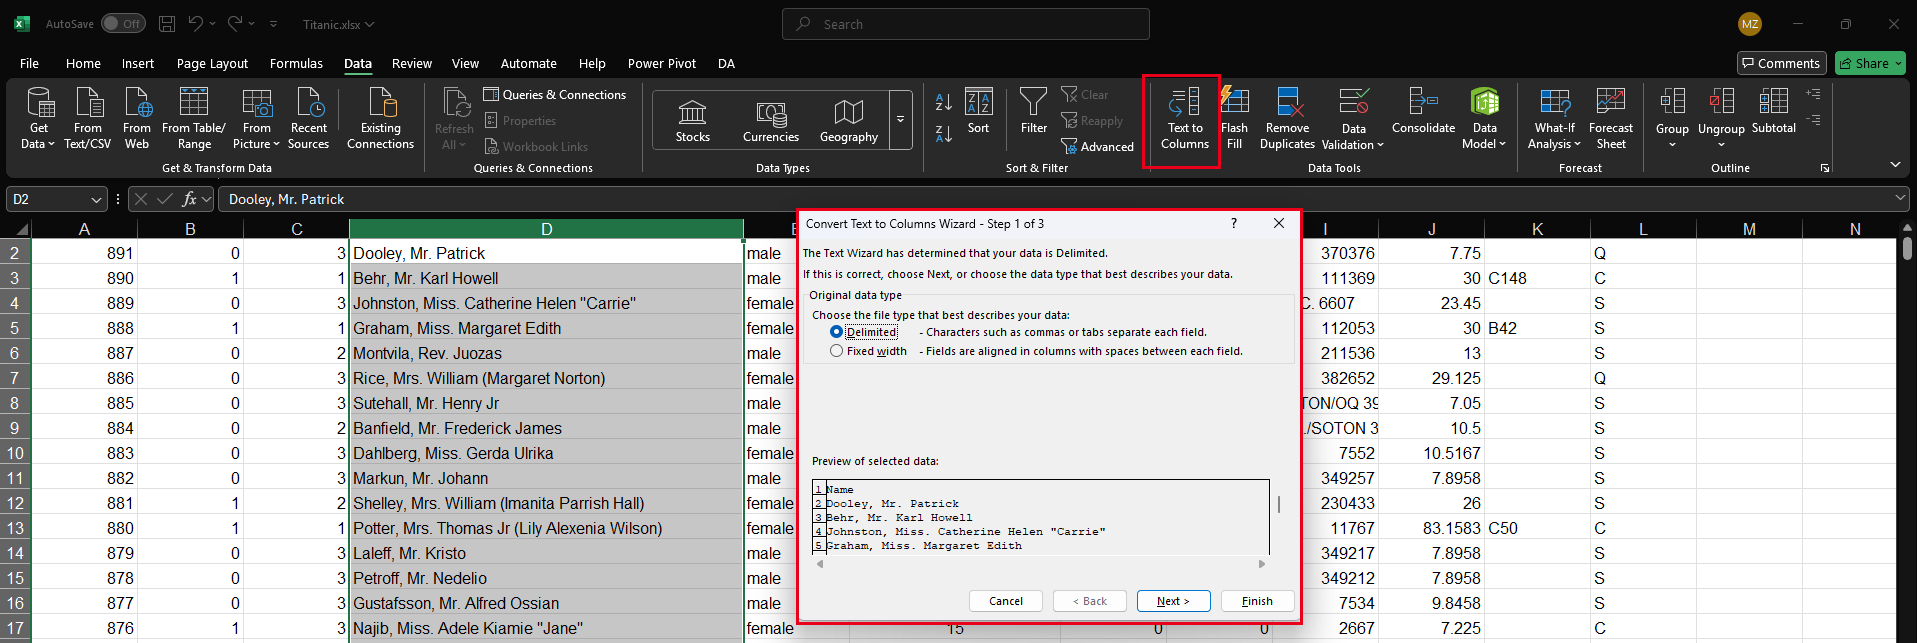 AutoSave Off Titanic.xlsx Search MZ
File Home Insert Page Layout Formulas Data Review View Automate Help Power Pivot DA Comments Share
Get Data From Text/CSV From Web From Table/ Range From Picture Recent Sources Existing Connections
Get & Transform Data
Refresh All Queries & Connections
Properties
Workbook Links
Queries & Connections
Stocks Currencies Geography
Data Types
Sort Filter Clear
Reapply
Advanced
Sort & Filter
Text to Columns Flash Fill Remove Duplicates Data Validation Consolidate Data Model
Data Tools
What-If Analysis Forecast Sheet
Forecast
Group Ungroup Subtotal
Outline
D2 fx Dooley, Mr. Patrick
A B C D I J K L M N
2 891 0 3 Dooley, Mr. Patrick male 370376 7.75 Q
3 890 1 1 Behr, Mr. Karl Howell male 111369 30 C148 C
4 889 0 3 Johnston, Miss. Catherine Helen "Carrie" female C. 6607 23.45 S
5 888 1 1 Graham, Miss. Margaret Edith female 112053 30 B42 S
6 887 0 2 Montvila, Rev. Juozas male 211536 13 S
7 886 0 3 Rice, Mrs. William (Margaret Norton) female 382652 29.125 Q
8 885 0 3 Sutehall, Mr. Henry Jr male TON/OQ 39 7.05 S
9 884 0 2 Banfield, Mr. Frederick James male ./SOTON 3 10.5 S
10 883 0 3 Dahlberg, Miss. Gerda Ulrika female 7552 10.5167 S
11 882 0 3 Markun, Mr. Johann male 349257 7.8958 S
12 881 1 2 Shelley, Mrs. William (Imanita Parrish Hall) female 230433 26 S
13 880 1 1 Potter, Mrs. Thomas Jr (Lily Alexenia Wilson) female 11767 83.1583 C50 C
14 879 0 3 Laleff, Mr. Kristo male 349217 7.8958 S
15 878 0 3 Petroff, Mr. Nedelio male 349212 7.8958 S
16 877 0 3 Gustafsson, Mr. Alfred Ossian male 7534 9.8458 S
17 876 1 3 Najib, Miss. Adele Kiamie "Jane" female 15 0 0 2667 7.225 C
Convert Text to Columns Wizard - Step 1 of 3 ?
The Text Wizard has determined that your data is Delimited.
If this is correct, choose Next, or choose the data type that best describes your data.
Original data type
Choose the file type that best describes your data:
Delimited - Characters such as commas or tabs separate each field.
Fixed width - Fields are aligned in columns with spaces between each field.
Preview of selected data:
1 Name
2 Dooley, Mr. Patrick
3 Behr, Mr. Karl Howell
4 Johnston, Miss. Catherine Helen "Carrie"
5 Graham, Miss. Margaret Edith
Cancel < Back Next > Finish